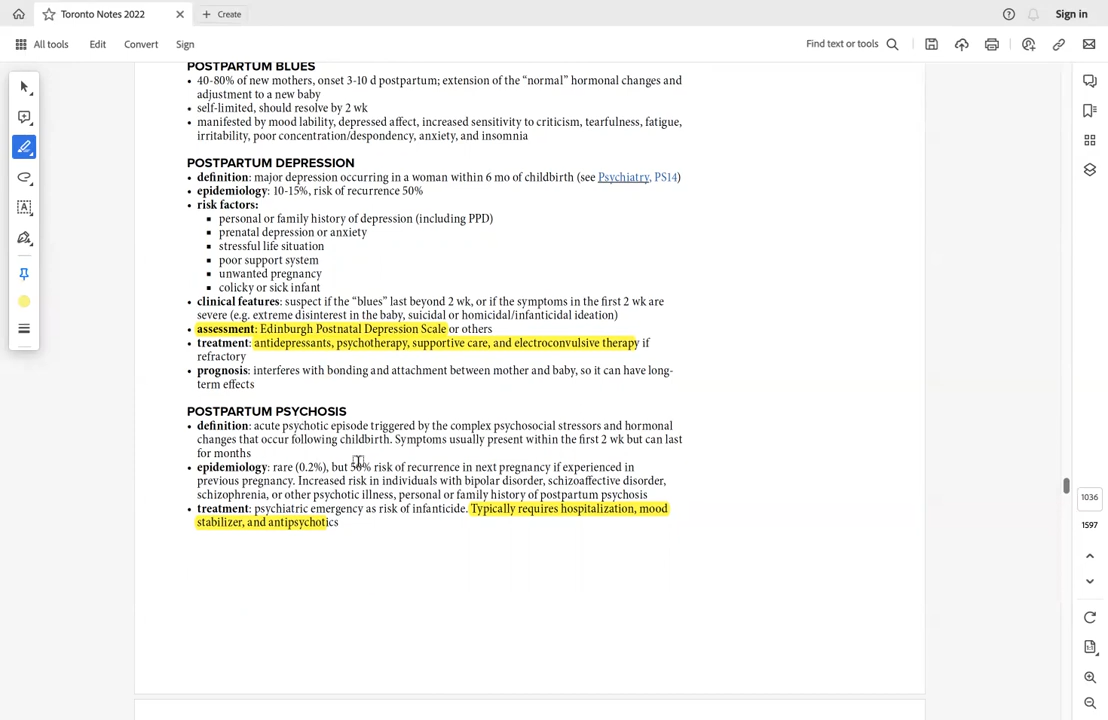 Toronto Notes 2022
Create
Sign in
All tools
Edit
Convert
Sign
Find text or tools
POSTPARTUM BLUES
• 40-80% of new mothers, onset 3-10 d postpartum; extension of the “normal” hormonal changes and
adjustment to a new baby
• self-limited, should resolve by 2 wk
• manifested by mood lability, depressed affect, increased sensitivity to criticism, tearfulness, fatigue,
irritability, poor concentration/despondency, anxiety, and insomnia
POSTPARTUM DEPRESSION
• definition: major depression occurring in a woman within 6 mo of childbirth (see Psychiatry, PS14)
• epidemiology: 10-15%, risk of recurrence 50%
• risk factors:
▪ personal or family history of depression (including PPD)
▪ prenatal depression or anxiety
▪ stressful life situation
▪ poor support system
▪ unwanted pregnancy
▪ colicky or sick infant
• clinical features: suspect if the “blues” last beyond 2 wk, or if the symptoms in the first 2 wk are
severe (e.g. extreme disinterest in the baby, suicidal or homicidal/infanticidal ideation)
• assessment: Edinburgh Postnatal Depression Scale or others
• treatment: antidepressants, psychotherapy, supportive care, and electroconvulsive therapy if
refractory
• prognosis: interferes with bonding and attachment between mother and baby, so it can have long-
term effects
POSTPARTUM PSYCHOSIS
• definition: acute psychotic episode triggered by the complex psychosocial stressors and hormonal
changes that occur following childbirth. Symptoms usually present within the first 2 wk but can last
for months
• epidemiology: rare (0.2%), but 50% risk of recurrence in next pregnancy if experienced in
previous pregnancy. Increased risk in individuals with bipolar disorder, schizoaffective disorder,
schizophrenia, or other psychotic illness, personal or family history of postpartum psychosis
• treatment: psychiatric emergency as risk of infanticide. Typically requires hospitalization, mood
stabilizer, and antipsychotics
1036
1597